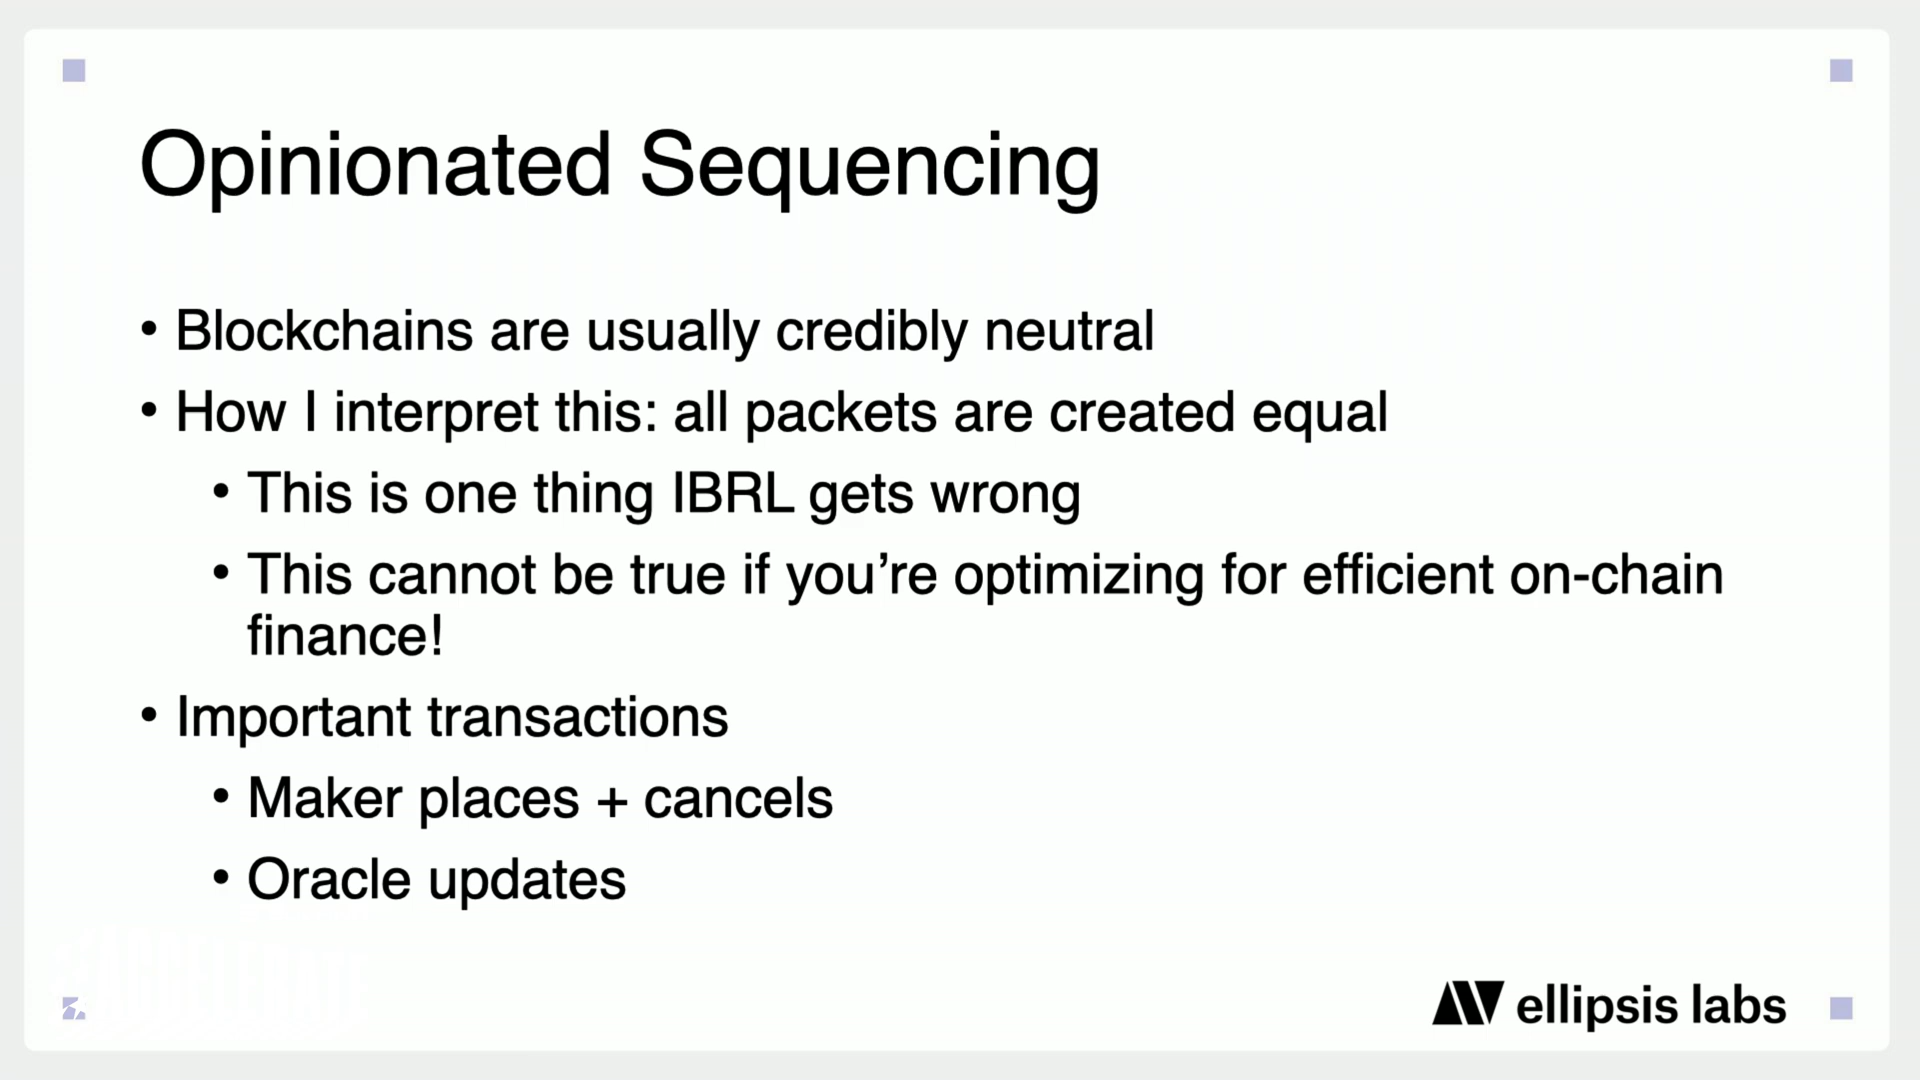 Opinionated Sequencing
• Blockchains are usually credibly neutral
• How I interpret this: all packets are created equal
• This is one thing IBRL gets wrong
• This cannot be true if you’re optimizing for efficient on-chain
finance!
• Important transactions
• Maker places + cancels
• Oracle updates
ellipsis labs